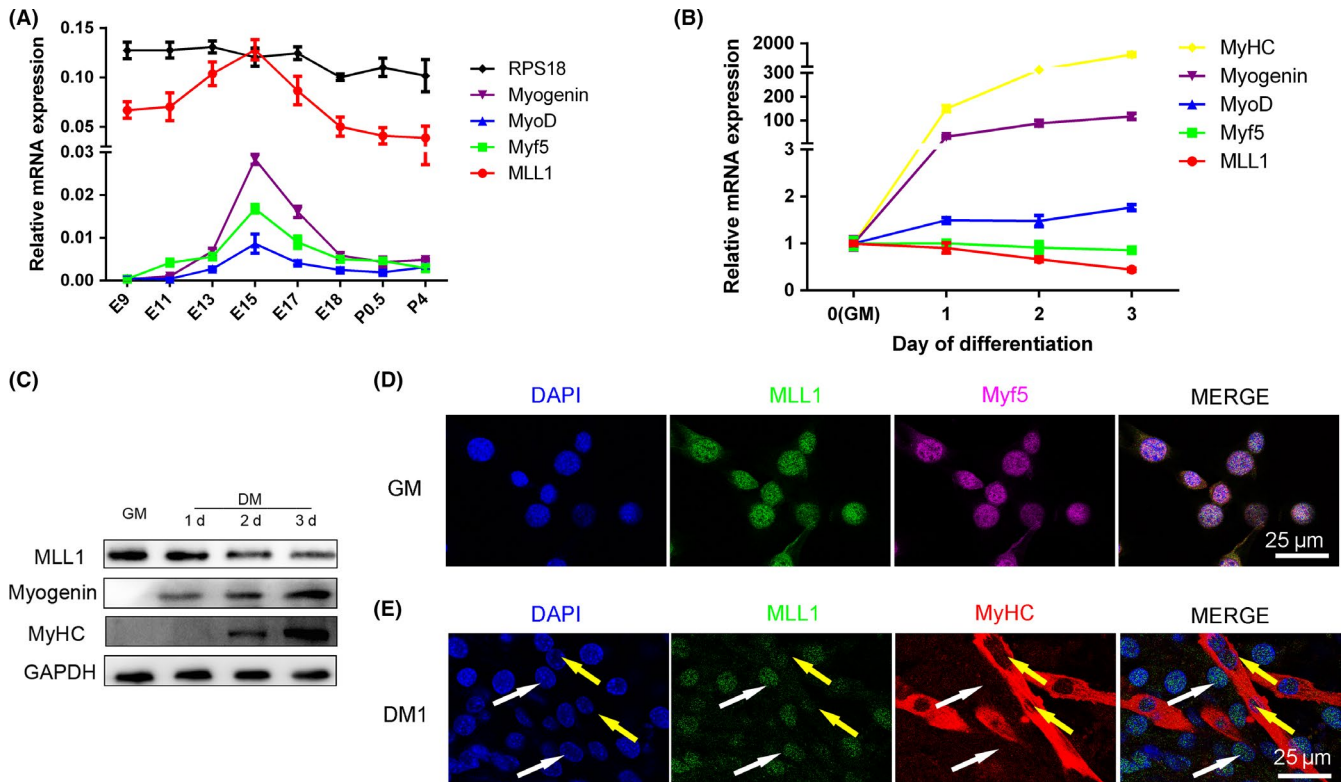 (A)
0.15
0.10
0.05
0.03
0.02
0.01
0.00
Relative mRNA expression
E9
E11
E13
E15
E17
E18
P0.5
P4
RPS18
Myogenin
MyoD
Myf5
MLL1
(B)
2000
300
200
100
3
2
1
0
Relative mRNA expression
0(GM)
1
2
3
Day of differentiation
MyHC
Myogenin
MyoD
Myf5
MLL1
(C)
DM
GM
1 d
2 d
3 d
MLL1
Myogenin
MyHC
GAPDH
(D)
DAPI
MLL1
Myf5
MERGE
GM
25 µm
(E)
DAPI
MLL1
MyHC
MERGE
DM1
25 µm